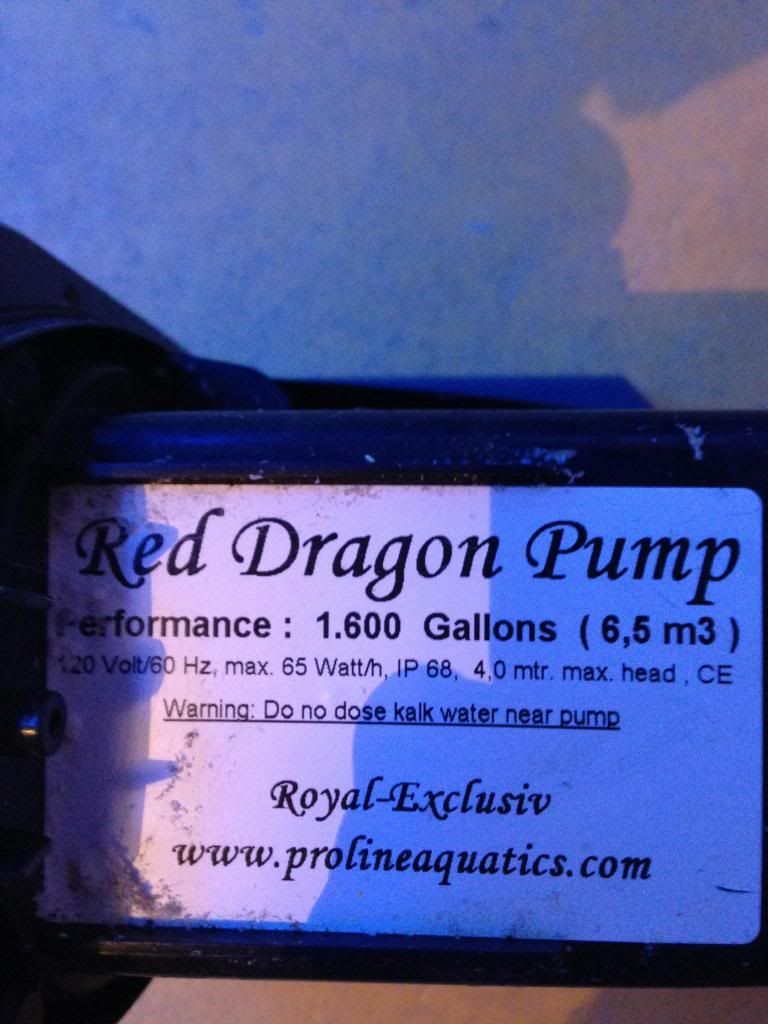 Red Dragon Pump
Performance : 1.600 Gallons ( 6,5 m3 )
120 Volt/60 Hz, max. 65 Watt/h, IP 68, 4,0 mtr. max. head , CE
Warning: Do no dose kalk water near pump
Royal-Exclusiv
www.prolineaquatics.com